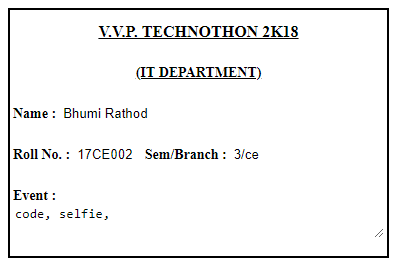 V.V.P. TECHNOTHON 2K18
(IT DEPARTMENT)
Name : Bhumi Rathod
Roll No. : 17CE002 Sem/Branch : 3/ce
Event :
code, selfie,